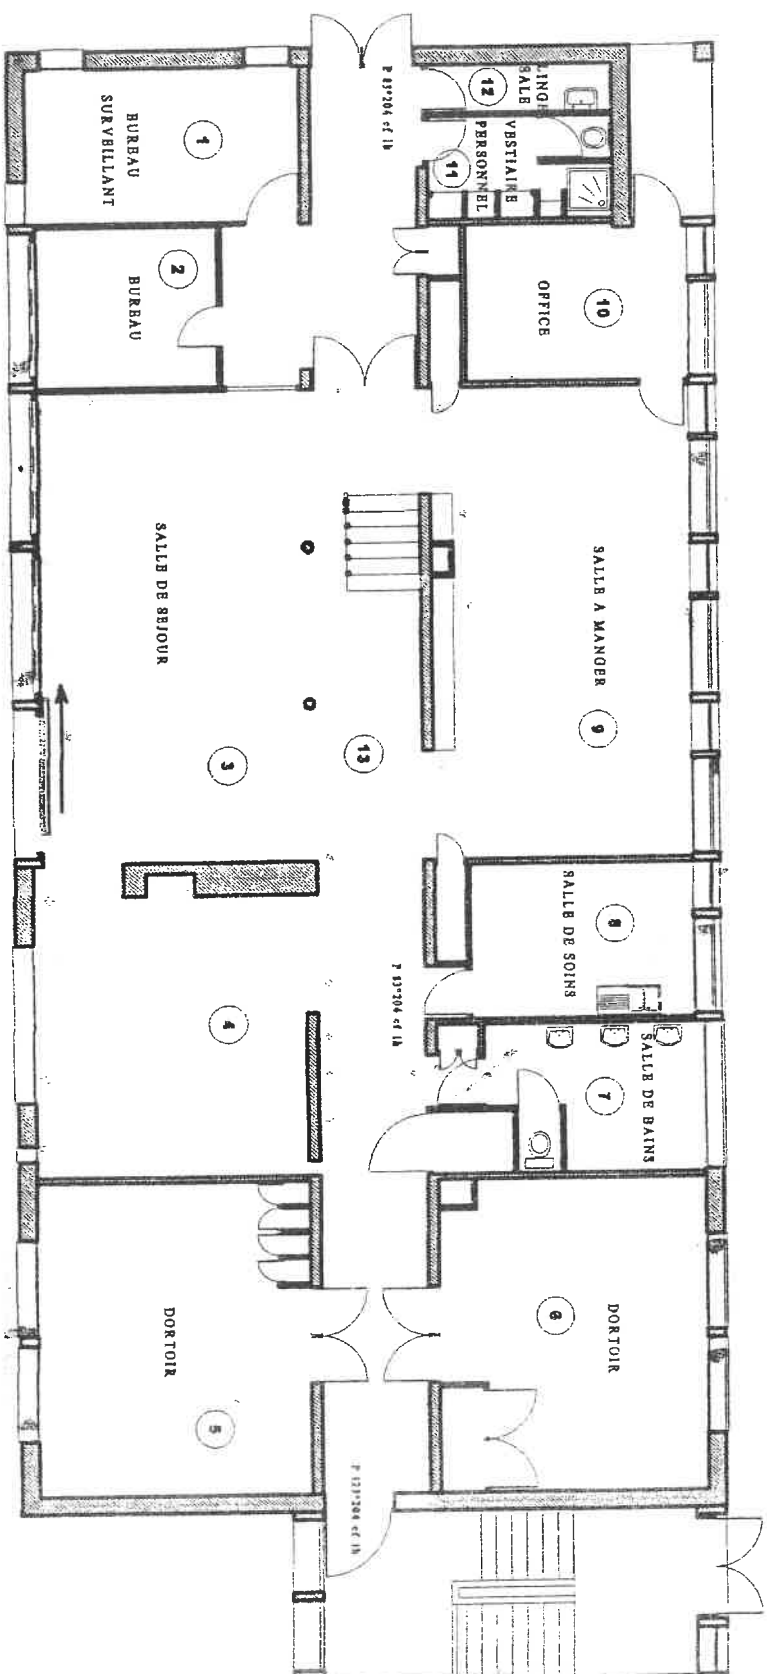 1
BUREAU
SURVEILLANT
2
BUREAU
SALLE DE SEJOUR
3
13
4
DORTOIR
5
12
LINGE
SALE
11
VESTIAIRE
PERSONNEL
10
OFFICE
SALLE A MANGER
9
8
SALLE DE SOINS
7
SALLE DE BAINS
6
DORTOIR